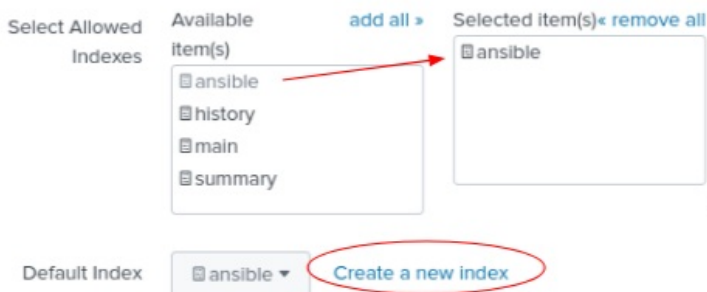 Select Allowed Indexes
Available item(s)
add all »
Selected item(s)« remove all
ansible
history
main
summary
ansible
Default Index
ansible
Create a new index